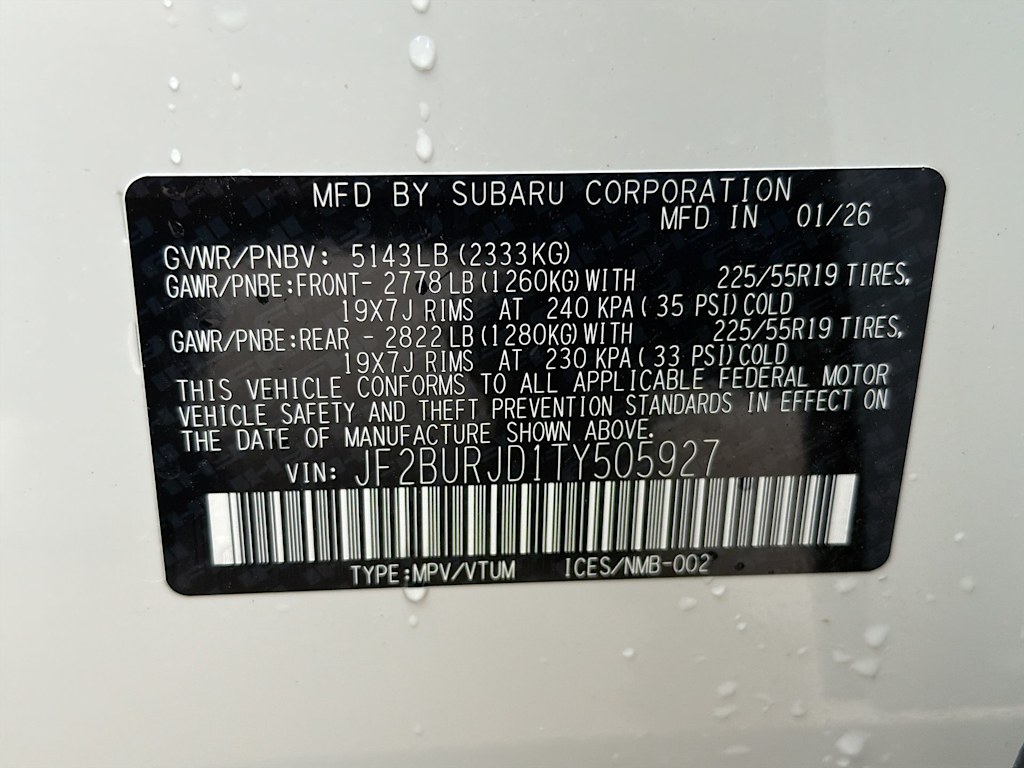 MFD BY SUBARU CORPORATION
MFD IN 01/26
GVWR/PNBV: 5143LB(2333KG)
GAWR/PNBE:FRONT- 2778LB(1260KG)WITH 225/55R19 TIRES,
19X7J RIMS AT 240 KPA( 35 PSI)COLD
GAWR/PNBE:REAR - 2822LB(1280KG)WITH 225/55R19 TIRES,
19X7J RIMS AT 230 KPA( 33 PSI)COLD
THIS VEHICLE CONFORMS TO ALL APPLICABLE FEDERAL MOTOR
VEHICLE SAFETY AND THEFT PREVENTION STANDARDS IN EFFECT ON
THE DATE OF MANUFACTURE SHOWN ABOVE.
VIN: JF2BURJD1TY505927
TYPE:MPV/VTUM ICES/NMB-002